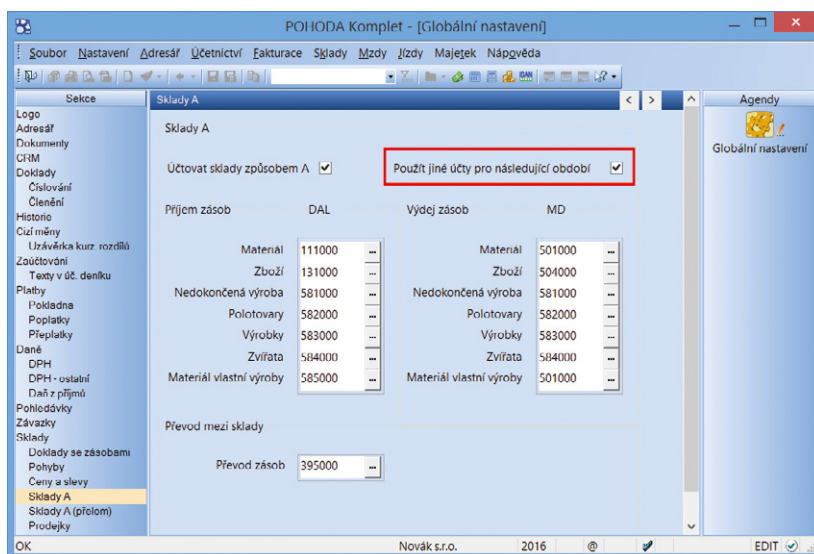 POHODA Komplet - [Globální nastavení]
Soubor Nastavení Adresář Účetnictví Fakturace Sklady Mzdy Jízdy Majetek Nápověda
Sekce
Logo
Adresář
Dokumenty
CRM
Doklady
Číslování
Členění
Historie
Cizí měny
Uzávěrka kurz. rozdílů
Zaúčtování
Texty v úč. deníku
Platby
Pokladna
Poplatky
Přeplatky
Daně
DPH
DPH - ostatní
Daň z příjmů
Pohledávky
Závazky
Sklady
Doklady se zásobami
Pohyby
Ceny a slevy
Sklady A
Sklady A (přelom)
Prodejky
Sklady A
Sklady A
Účtovat sklady způsobem A
Použít jiné účty pro následující období
Příjem zásob DAL Výdej zásob MD
Materiál 111000 ... Materiál 501000 ...
Zboží 131000 ... Zboží 504000 ...
Nedokončená výroba 581000 ... Nedokončená výroba 581000 ...
Polotovary 582000 ... Polotovary 582000 ...
Výrobky 583000 ... Výrobky 583000 ...
Zvířata 584000 ... Zvířata 584000 ...
Materiál vlastní výroby 585000 ... Materiál vlastní výroby 501000 ...
Převod mezi sklady
Převod zásob 395000 ...
Agendy
Globální nastavení
OK Novák s.r.o. 2016 @ EDIT